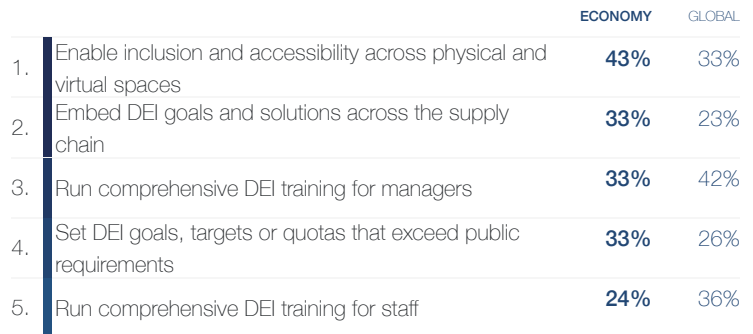 ECONOMY GLOBAL
1. Enable inclusion and accessibility across physical and 43% 33%
virtual spaces
2. Embed DEI goals and solutions across the supply 33% 23%
chain
3. Run comprehensive DEI training for managers 33% 42%
4. Set DEI goals, targets or quotas that exceed public 33% 26%
requirements
5. Run comprehensive DEI training for staff 24% 36%